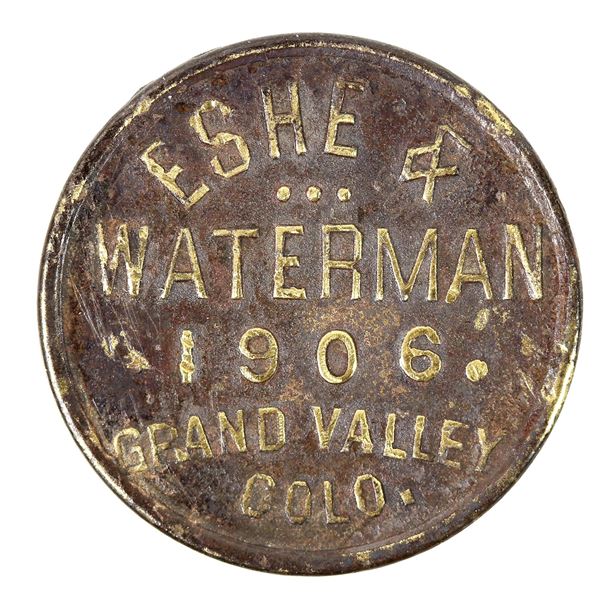 ESHE &
...
WATERMAN
1906.
GRAND VALLEY
COLO.